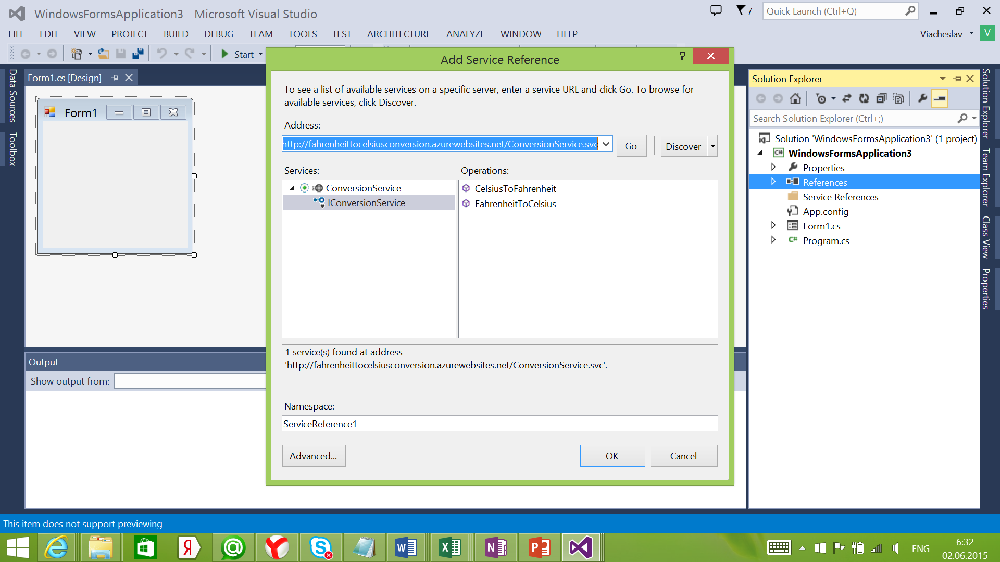 WindowsFormsApplication3 - Microsoft Visual Studio
7
Quick Launch (Ctrl+Q)
FILE EDIT VIEW PROJECT BUILD DEBUG TEAM TOOLS TEST ARCHITECTURE ANALYZE WINDOW HELP
Viacheslav
V
Start
Data Sources
Toolbox
Form1.cs [Design]
Form1
Add Service Reference
?
To see a list of available services on a specific server, enter a service URL and click Go. To browse for
available services, click Discover.
Address:
http://fahrenheittocelsiusconversion.azurewebsites.net/ConversionService.svc
Go
Discover
Services:
Operations:
ConversionService
IConversionService
CelsiusToFahrenheit
FahrenheitToCelsius
1 service(s) found at address
'http://fahrenheittocelsiusconversion.azurewebsites.net/ConversionService.svc'.
Namespace:
ServiceReference1
Advanced...
OK
Cancel
Output
Show output from:
Solution Explorer
Search Solution Explorer (Ctrl+;)
Solution 'WindowsFormsApplication3' (1 project)
C# WindowsFormsApplication3
Properties
References
Service References
App.config
Form1.cs
C# Program.cs
Solution Explorer
Team Explorer
Class View
Properties
This item does not support previewing
Я
@
W
X
N
P
ENG
6:32
02.06.2015